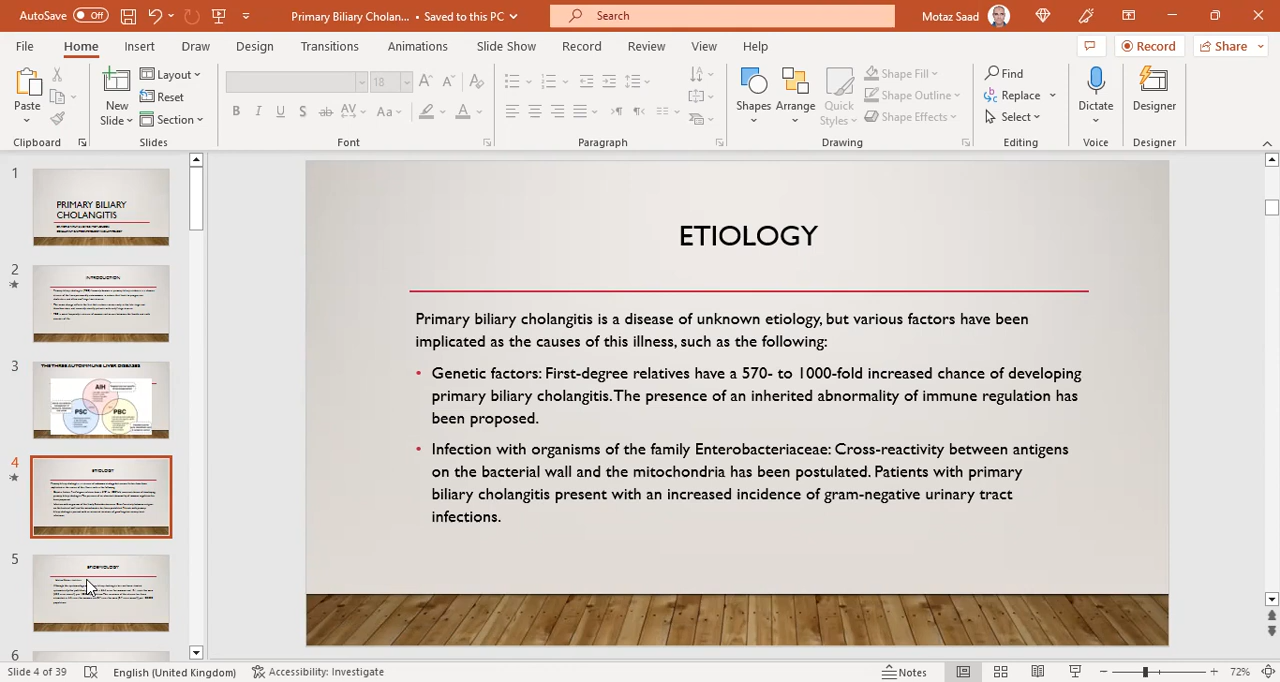 AutoSave Off Primary Biliary Cholan... • Saved to this PC Search Motaz Saad
File Home Insert Draw Design Transitions Animations Slide Show Record Review View Help Record Share
Paste New Slide Layout Reset Section 18 Shapes Arrange Quick Styles Shape Fill Shape Outline Shape Effects Find Replace Select Dictate Designer
Clipboard Slides Font Paragraph Drawing Editing Voice Designer
1
PRIMARY BILIARY
CHOLANGITIS
2
INTRODUCTION
3
THE THREE AUTOIMMUNE LIVER DISEASES
AIH
PSC PBC
4
ETIOLOGY
5
EPIDEMIOLOGY
6
ETIOLOGY
Primary biliary cholangitis is a disease of unknown etiology, but various factors have been
implicated as the causes of this illness, such as the following:
• Genetic factors: First-degree relatives have a 570- to 1000-fold increased chance of developing
primary biliary cholangitis. The presence of an inherited abnormality of immune regulation has
been proposed.
• Infection with organisms of the family Enterobacteriaceae: Cross-reactivity between antigens
on the bacterial wall and the mitochondria has been postulated. Patients with primary
biliary cholangitis present with an increased incidence of gram-negative urinary tract
infections.
Slide 4 of 39 English (United Kingdom) Accessibility: Investigate Notes 72%